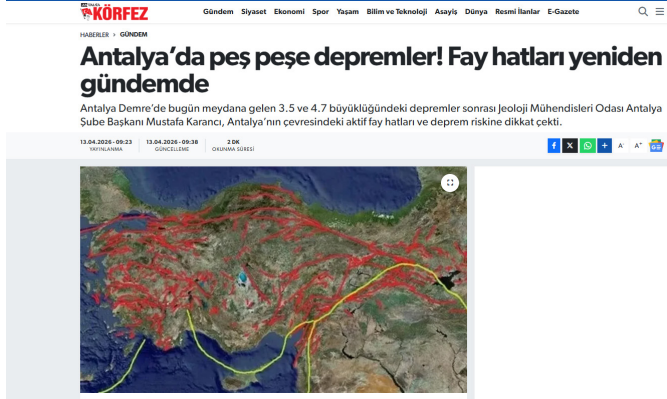 KÖRFEZ
Gündem Siyaset Ekonomi Spor Yaşam Bilim ve Teknoloji Asayiş Dünya Resmi İlanlar E-Gazete
HABERLER > GÜNDEM
Antalya’da peş peşe depremler! Fay hatları yeniden
gündemde
Antalya Demre’de bugün meydana gelen 3.5 ve 4.7 büyüklüğündeki depremler sonrası Jeoloji Mühendisleri Odası Antalya
Şube Başkanı Mustafa Karancı, Antalya’nın çevresindeki aktif fay hatları ve deprem riskine dikkat çekti.
13.04.2026 - 09:23 13.04.2026 - 09:38 2 DK
YAYINLANMA GÜNCELLEME OKUNMA SÜRESİ
A- A+